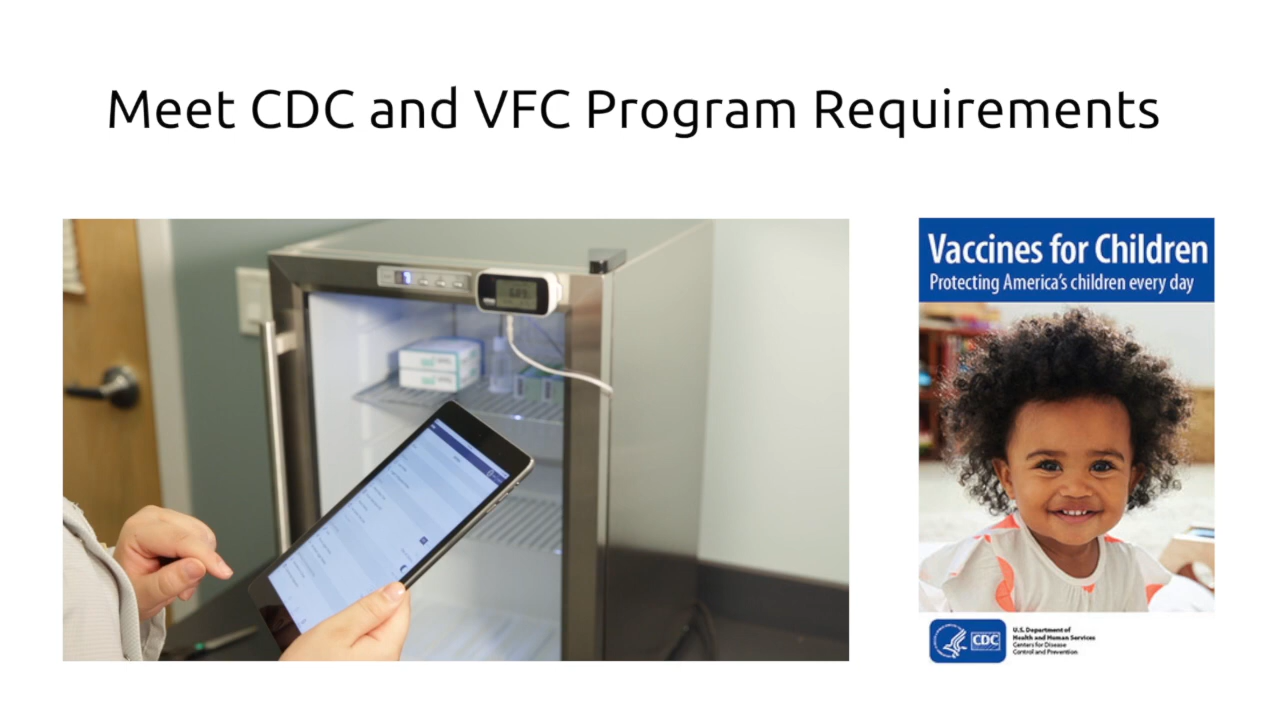 Meet CDC and VFC Program Requirements
Vaccines for Children
Protecting America's children every day
CDC
U.S. Department of
Health and Human Services
Centers for Disease
Control and Prevention